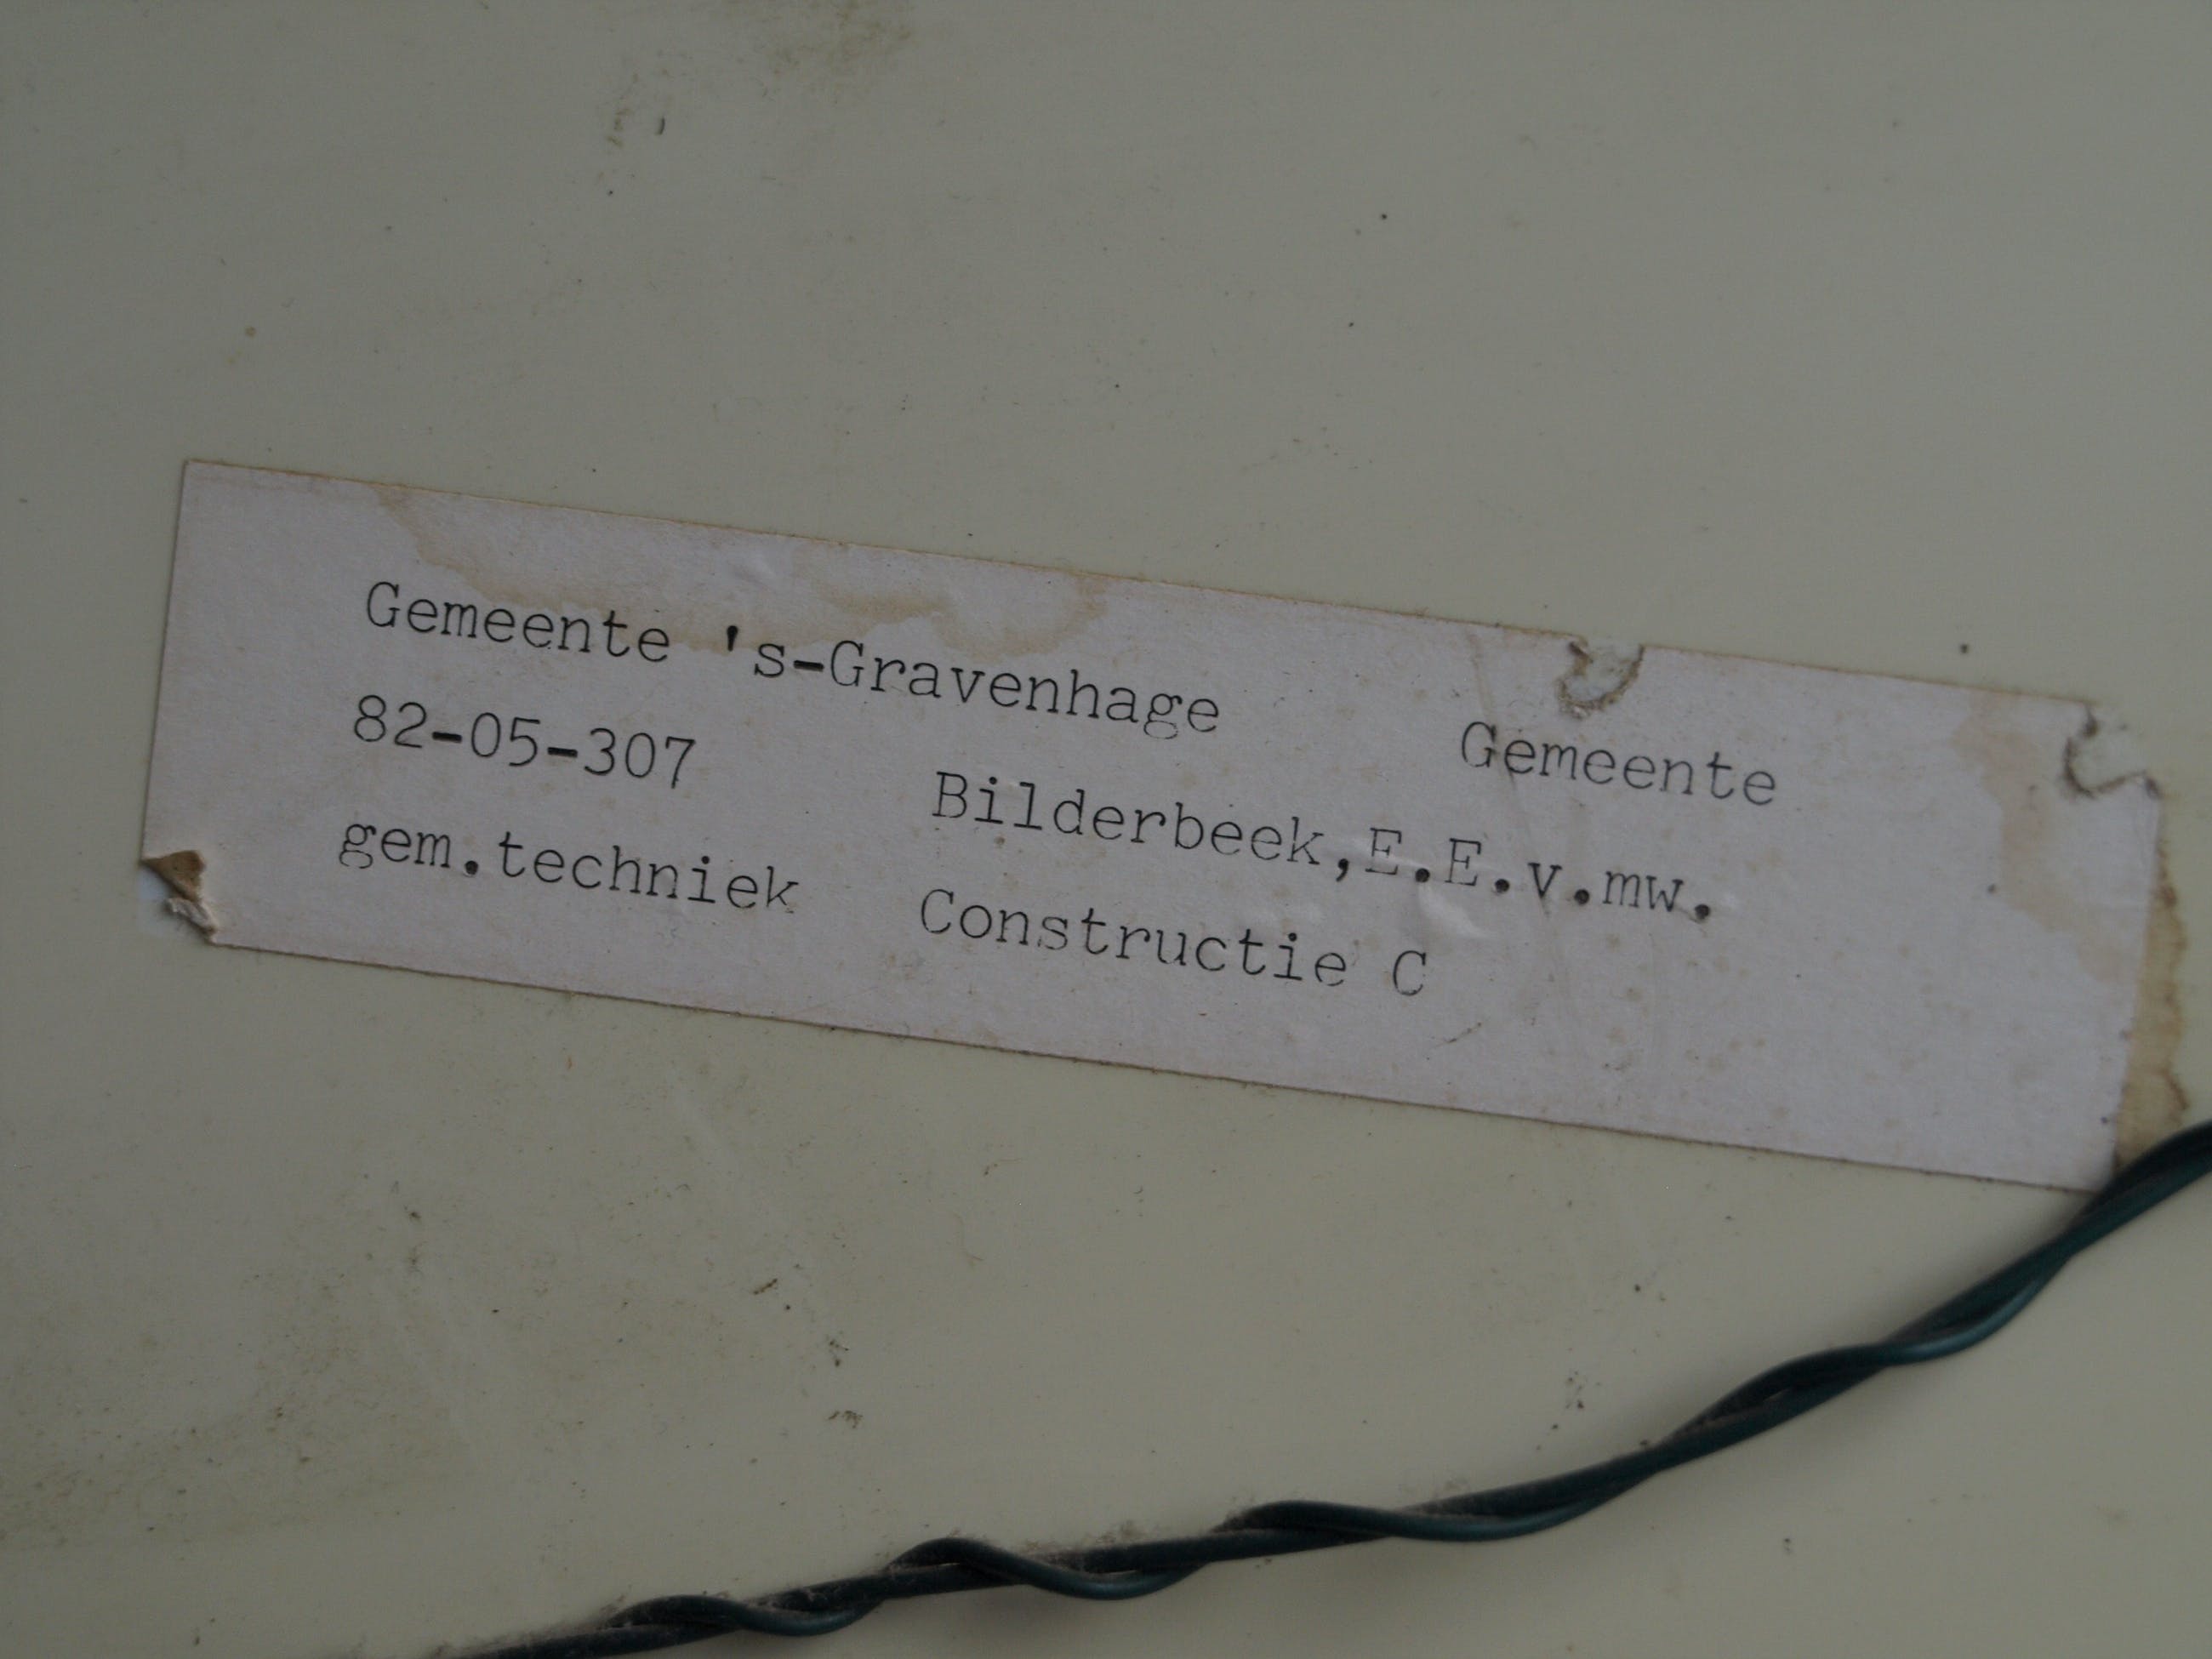 Gemeente 's-Gravenhage Gemeente
82-05-307 Bilderbeek,E.E.v.mw.
gem.techniek Constructie C